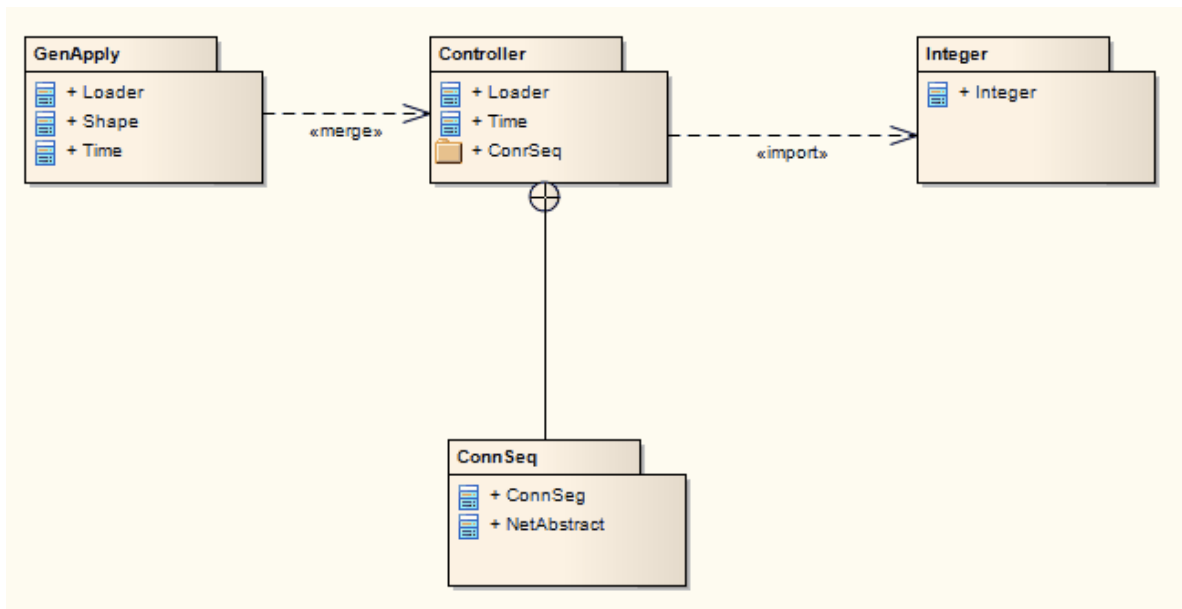 GenApply
+ Loader
+ Shape
+ Time
«merge»
Controller
+ Loader
+ Time
+ ConrSeq
«import»
Integer
+ Integer
ConnSeq
+ ConnSeg
+ NetAbstract